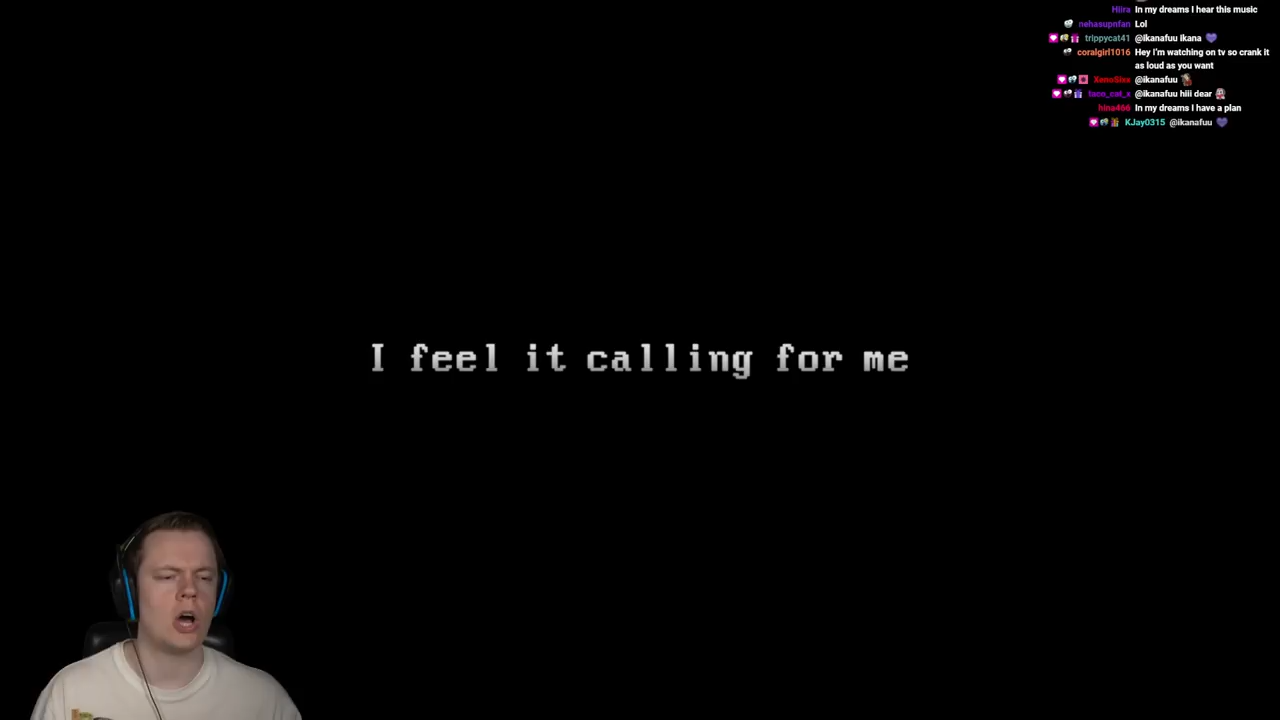 Hiira In my dreams I hear this music
nehasupnfan Lol
trippycat41 @ikanafuu ikana
coralgirl1016 Hey I'm watching on tv so crank it
as loud as you want
XenoSixx @ikanafuu
taco_cat_x @ikanafuu hiii dear
hina466 In my dreams I have a plan
KJay0315 @ikanafuu
I feel it calling for me